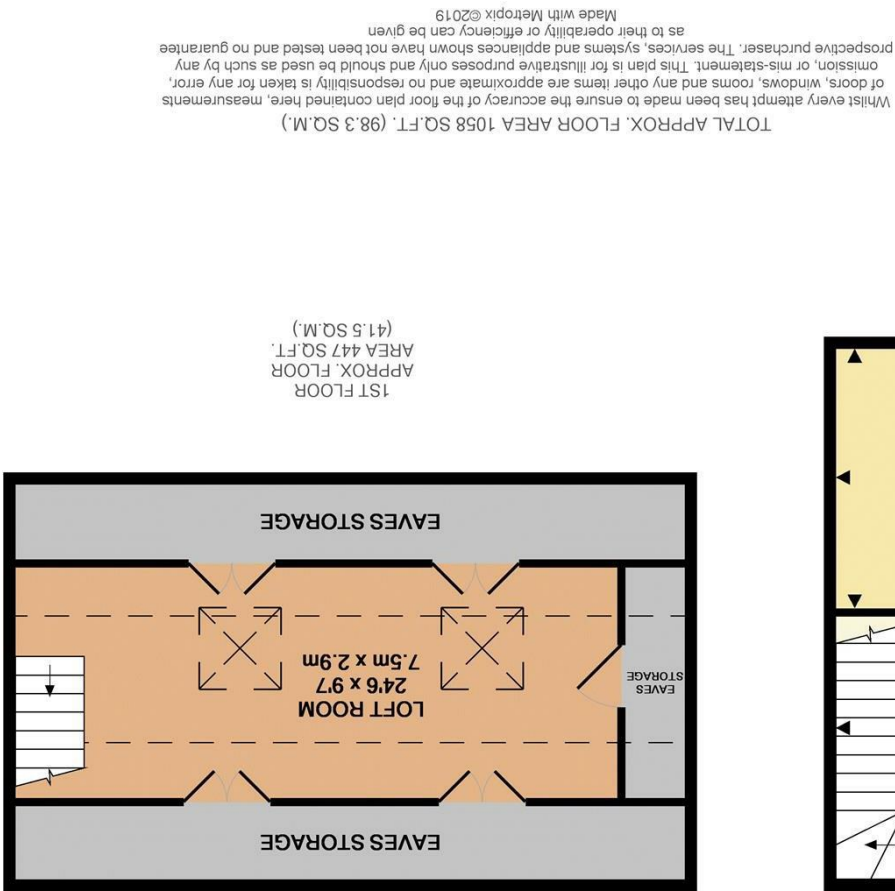 EAVES STORAGE
LOFT ROOM
24'6 x 9'7
7.5m x 2.9m
EAVES
STORAGE
EAVES STORAGE
1ST FLOOR
APPROX. FLOOR
AREA 447 SQ.FT.
(41.5 SQ.M.)
TOTAL APPROX. FLOOR AREA 1058 SQ.FT. (98.3 SQ.M.)
Whilst every attempt has been made to ensure the accuracy of the floor plan contained here, measurements
of doors, windows, rooms and any other items are approximate and no responsibility is taken for any error,
omission, or mis-statement. This plan is for illustrative purposes only and should be used as such by any
prospective purchaser. The services, systems and appliances shown have not been tested and no guarantee
as to their operability or efficiency can be given
Made with Metropix ©2019